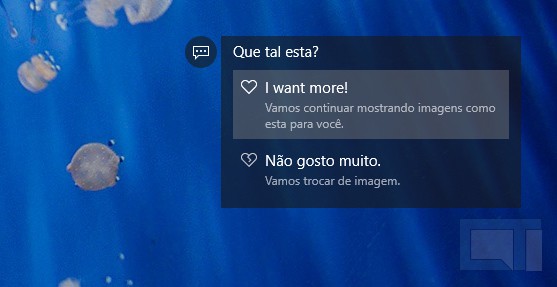 Que tal esta?
I want more!
Vamos continuar mostrando imagens como
esta para você.
Não gosto muito.
Vamos trocar de imagem.